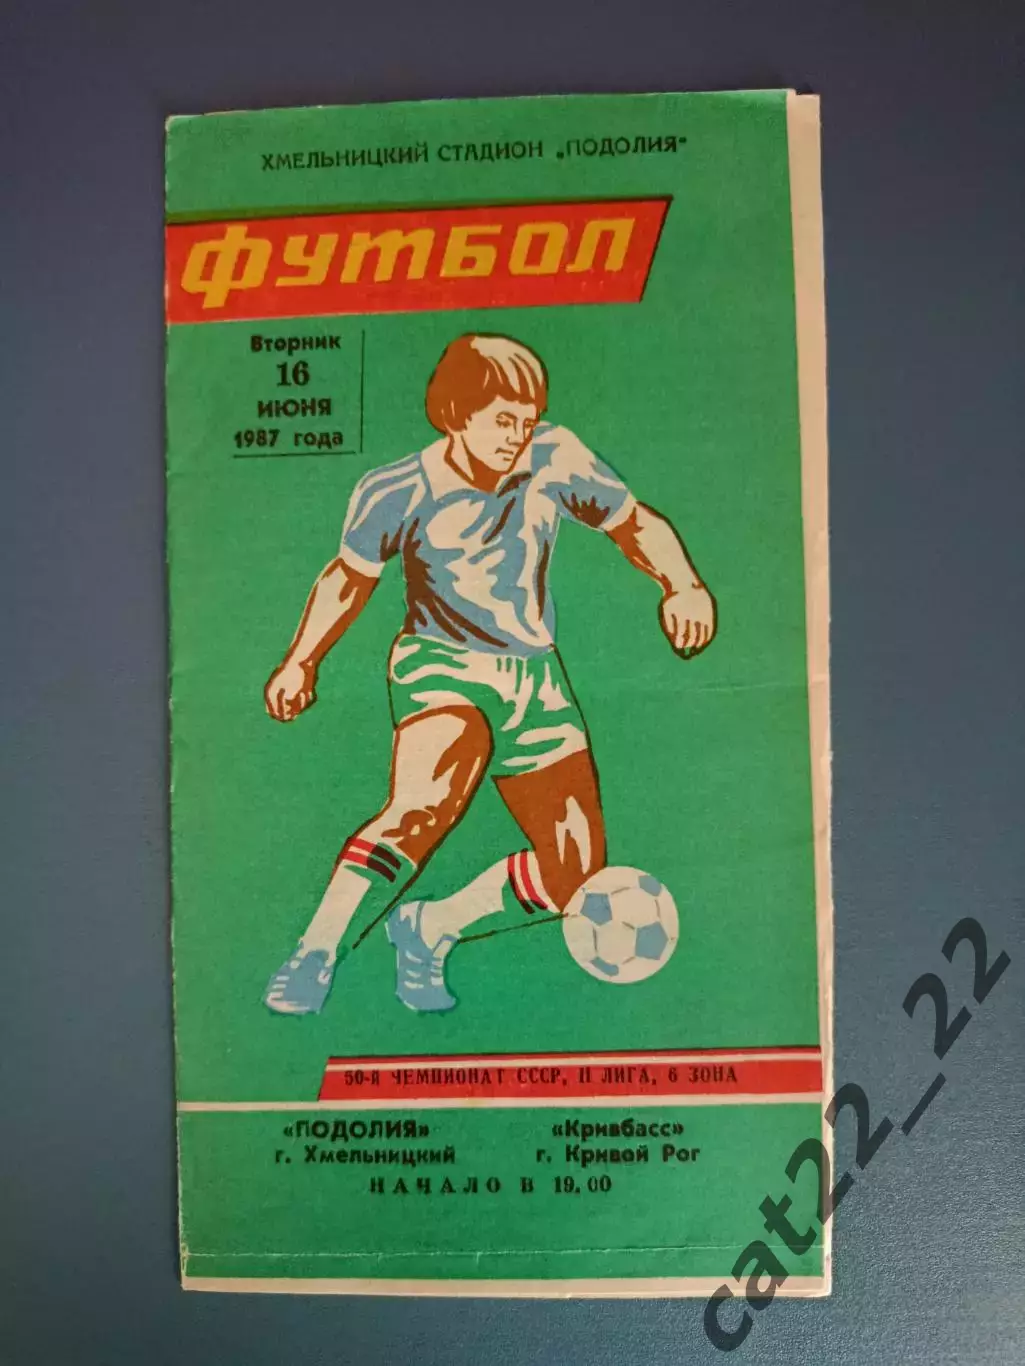 ХМЕЛЬНИЦКИЙ СТАДИОН „ПОДОЛИЯ"
ФУТБОЛ
Вторник
16
ИЮНЯ
1987 года
50-Й ЧЕМПИОНАТ СССР, II ЛИГА, 6 ЗОНА
«ПОДОЛИЯ» «Кривбасс»
г. Хмельницкий г. Кривой Рог
НАЧАЛО В 19.00
cat22_22